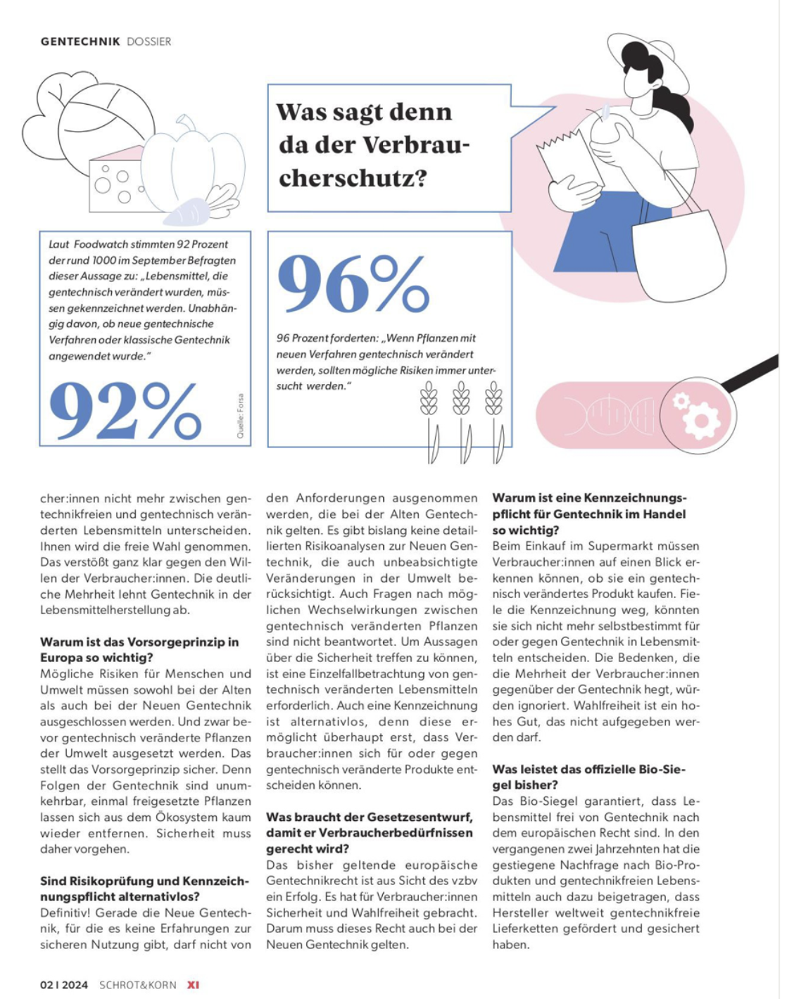 GENTECHNIK DOSSIER
Was sagt denn
da der Verbrau-
cherschutz?
Laut Foodwatch stimmten 92 Prozent
der rund 1000 im September Befragten
dieser Aussage zu: „Lebensmittel, die
gentechnisch verändert wurden, müs-
sen gekennzeichnet werden. Unabhän-
gig davon, ob neue gentechnische
Verfahren oder klassische Gentechnik
angewendet wurde.“
92%
Quelle: Forsa
96%
96 Prozent forderten: „Wenn Pflanzen mit
neuen Verfahren gentechnisch verändert
werden, sollten mögliche Risiken immer unter-
sucht werden.“
cher:innen nicht mehr zwischen gen-
technikfreien und gentechnisch verän-
derten Lebensmitteln unterscheiden.
Ihnen wird die freie Wahl genommen.
Das verstößt ganz klar gegen den Wil-
len der Verbraucher:innen. Die deutli-
che Mehrheit lehnt Gentechnik in der
Lebensmittelherstellung ab.
Warum ist das Vorsorgeprinzip in
Europa so wichtig?
Mögliche Risiken für Menschen und
Umwelt müssen sowohl bei der Alten
als auch bei der Neuen Gentechnik
ausgeschlossen werden. Und zwar be-
vor gentechnisch veränderte Pflanzen
der Umwelt ausgesetzt werden. Das
stellt das Vorsorgeprinzip sicher. Denn
Folgen der Gentechnik sind unum-
kehrbar, einmal freigesetzte Pflanzen
lassen sich aus dem Ökosystem kaum
wieder entfernen. Sicherheit muss
daher vorgehen.
Sind Risikoprüfung und Kennzeich-
nungspflicht alternativlos?
Definitiv! Gerade die Neue Gentech-
nik, für die es keine Erfahrungen zur
sicheren Nutzung gibt, darf nicht von
den Anforderungen ausgenommen
werden, die bei der Alten Gentech-
nik gelten. Es gibt bislang keine detail-
lierten Risikoanalysen zur Neuen Gen-
technik, die auch unbeabsichtigte
Veränderungen in der Umwelt be-
rücksichtigt. Auch Fragen nach mög-
lichen Wechselwirkungen zwischen
gentechnisch veränderten Pflanzen
sind nicht beantwortet. Um Aussagen
über die Sicherheit treffen zu können,
ist eine Einzelfallbetrachtung von gen-
technisch veränderten Lebensmitteln
erforderlich. Auch eine Kennzeichnung
ist alternativlos, denn diese er-
möglicht überhaupt erst, dass Ver-
braucher:innen sich für oder gegen
gentechnisch veränderte Produkte ent-
scheiden können.
Was braucht der Gesetzesentwurf,
damit er Verbraucherbedürfnissen
gerecht wird?
Das bisher geltende europäische
Gentechnikrecht ist aus Sicht des vzbv
ein Erfolg. Es hat für Verbraucher:innen
Sicherheit und Wahlfreiheit gebracht.
Darum muss dieses Recht auch bei der
Neuen Gentechnik gelten.
Warum ist eine Kennzeichnungs-
pflicht für Gentechnik im Handel
so wichtig?
Beim Einkauf im Supermarkt müssen
Verbraucher:innen auf einen Blick er-
kennen können, ob sie ein gentech-
nisch verändertes Produkt kaufen. Fie-
le die Kennzeichnung weg, könnten
sie sich nicht mehr selbstbestimmt für
oder gegen Gentechnik in Lebensmit-
teln entscheiden. Die Bedenken, die
die Mehrheit der Verbraucher:innen
gegenüber der Gentechnik hegt, wür-
den ignoriert. Wahlfreiheit ist ein ho-
hes Gut, das nicht aufgegeben wer-
den darf.
Was leistet das offizielle Bio-Sie-
gel bisher?
Das Bio-Siegel garantiert, dass Le-
bensmittel frei von Gentechnik nach
dem europäischen Recht sind. In den
vergangenen zwei Jahrzehnten hat die
gestiegene Nachfrage nach Bio-Pro-
dukten und gentechnikfreien Lebens-
mitteln auch dazu beigetragen, dass
Hersteller weltweit gentechnikfreie
Lieferketten gefördert und gesichert
haben.
02 | 2024 SCHROT&KORN XI